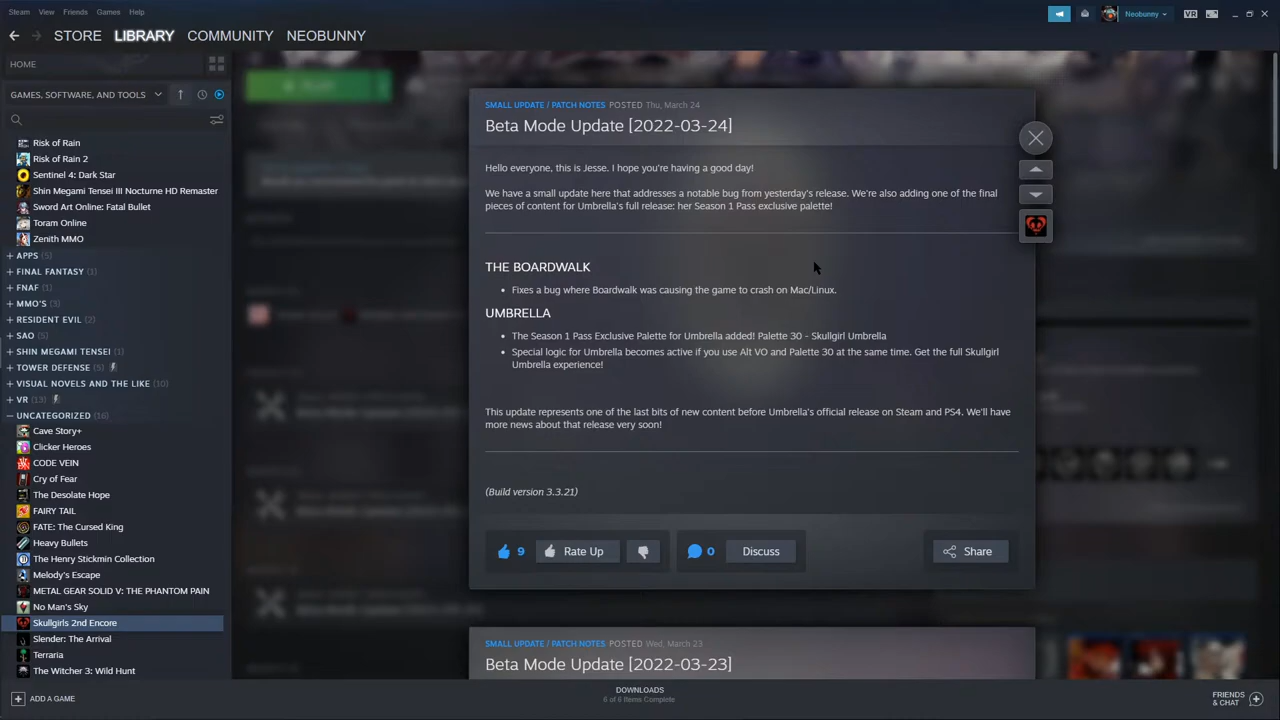 Steam View Friends Games Help
Neobunny
VR
STORE LIBRARY COMMUNITY NEOBUNNY
HOME
GAMES, SOFTWARE, AND TOOLS
Risk of Rain
Risk of Rain 2
Sentinel 4: Dark Star
Shin Megami Tensei III Nocturne HD Remaster
Sword Art Online: Fatal Bullet
Toram Online
Zenith MMO
APPS (5)
FINAL FANTASY (1)
FNAF (1)
MMO'S (3)
RESIDENT EVIL (2)
SAO (5)
SHIN MEGAMI TENSEI (1)
TOWER DEFENSE (5)
VISUAL NOVELS AND THE LIKE (10)
VR (13)
UNCATEGORIZED (16)
Cave Story+
Clicker Heroes
CODE VEIN
Cry of Fear
The Desolate Hope
FAIRY TAIL
FATE: The Cursed King
Heavy Bullets
The Henry Stickmin Collection
Melody's Escape
METAL GEAR SOLID V: THE PHANTOM PAIN
No Man's Sky
Skullgirls 2nd Encore
Slender: The Arrival
Terraria
The Witcher 3: Wild Hunt
ADD A GAME
SMALL UPDATE / PATCH NOTES POSTED Thu, March 24
Beta Mode Update [2022-03-24]
Hello everyone, this is Jesse. I hope you're having a good day!
We have a small update here that addresses a notable bug from yesterday's release. We're also adding one of the final
pieces of content for Umbrella's full release: her Season 1 Pass exclusive palette!
THE BOARDWALK
• Fixes a bug where Boardwalk was causing the game to crash on Mac/Linux.
UMBRELLA
• The Season 1 Pass Exclusive Palette for Umbrella added! Palette 30 - Skullgirl Umbrella
• Special logic for Umbrella becomes active if you use Alt VO and Palette 30 at the same time. Get the full Skullgirl
Umbrella experience!
This update represents one of the last bits of new content before Umbrella's official release on Steam and PS4. We'll have
more news about that release very soon!
(Build version 3.3.21)
9 Rate Up 0 Discuss Share
SMALL UPDATE / PATCH NOTES POSTED Wed, March 23
Beta Mode Update [2022-03-23]
DOWNLOADS
6 of 6 Items Complete
FRIENDS
& CHAT